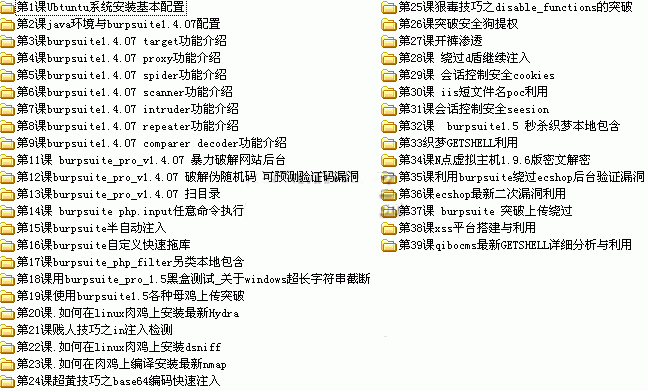 第1课Ubtuntu系统安装基本配置
第2课java环境与burpsuite1.4.07配置
第3课burpsuite1.4.07 target功能介绍
第4课burpsuite1.4.07 proxy功能介绍
第5课burpsuite1.4.07 spider功能介绍
第6课burpsuite1.4.07 scanner功能介绍
第7课burpsuite1.4.07 intruder功能介绍
第8课burpsuite1.4.07 repeater功能介绍
第9课burpsuite1.4.07 comparer decoder功能介绍
第11课 burpsuite_pro_v1.4.07 暴力破解网站后台
第12课burpsuite_pro_v1.4.07 破解伪随机码 可预测验证码漏洞
第13课burpsuite_pro_v1.4.07 扫目录
第14课 burpsuite php.input任意命令执行
第15课burpsuite半自动注入
第16课burpsuite自定义快速拖库
第17课burpsuite_php_filter另类本地包含
第18课用burpsuite_pro_1.5黑盒测试_关于windows超长字符串截断
第19课使用burpsuite1.5各种母鸡上传突破
第20课.如何在linux肉鸡上安装最新Hydra
第21课贱人技巧之in注入检测
第22课.如何在linux肉鸡上安装dsniff
第23课.如何在肉鸡上编译安装最新nmap
第24课超黄技巧之base64编码快速注入
第25课狠毒技巧之disable_functions的突破
第26课突破安全狗提权
第27课开裤渗透
第28课 绕过d盾继续注入
第29课 会话控制安全cookies
第30课 iis短文件名poc利用
第31课会话控制安全seesion
第32课  burpsuite1.5 秒杀织梦本地包含
第33织梦GETSHELL利用
第34课N点虚拟主机1.9.6版密文解密
第35课利用burpsuite绕过ecshop后台验证漏洞
第36课ecshop最新二次漏洞利用
第37课 burpsuite 突破上传绕过
第38课xss平台搭建与利用
第39课qibocms最新GETSHELL详细分析与利用